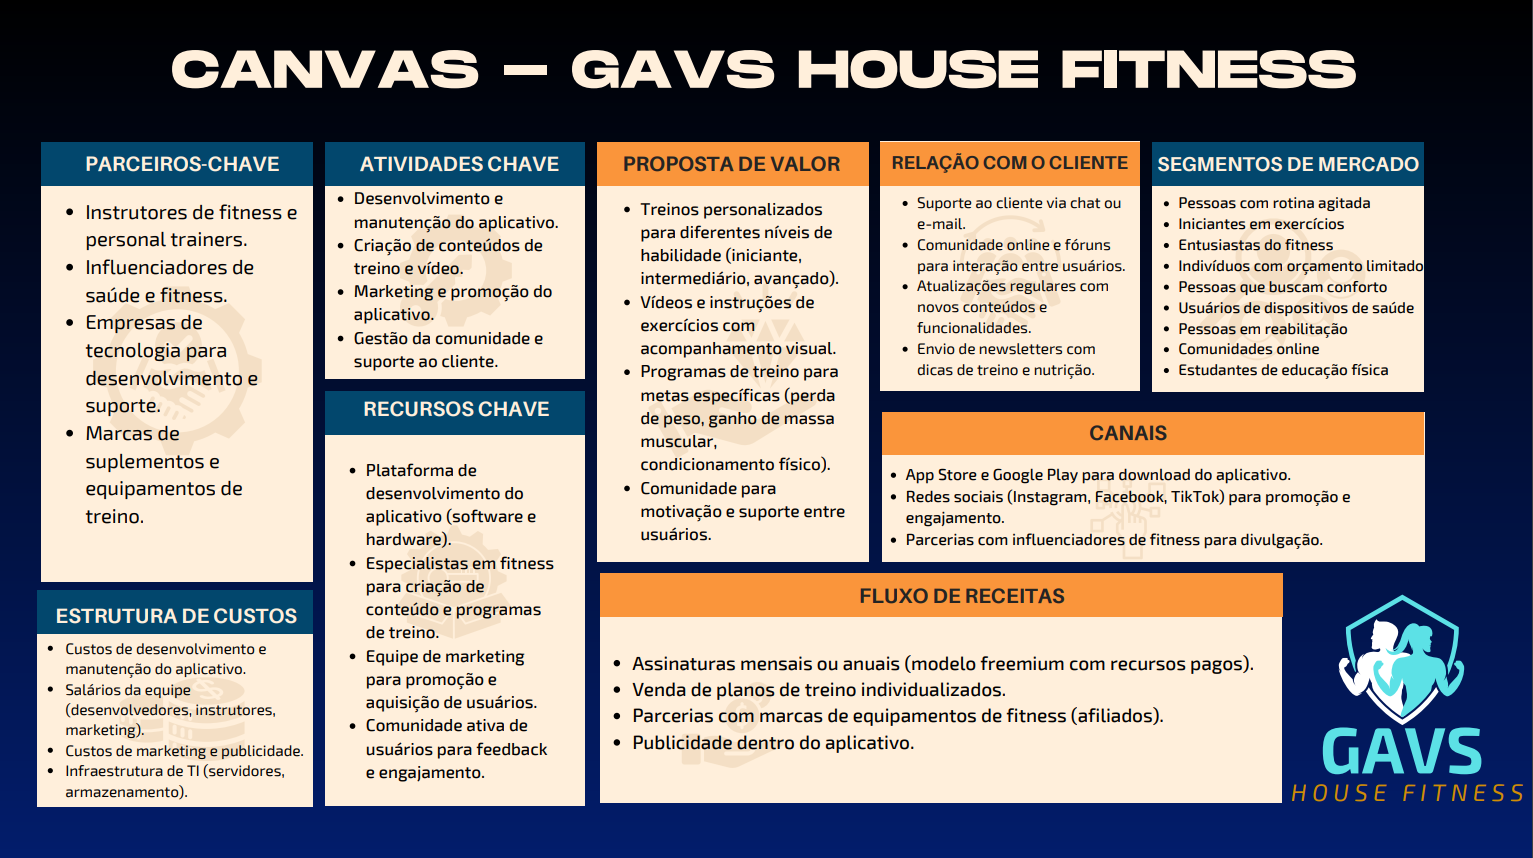 CANVAS – GAVS HOUSE FITNESS
PARCEIROS-CHAVE
• Instrutores de fitness e
personal trainers.
• Influenciadores de
saúde e fitness.
• Empresas de
tecnologia para
desenvolvimento e
suporte.
• Marcas de
suplementos e
equipamentos de
treino.
ATIVIDADES CHAVE
• Desenvolvimento e
manutenção do aplicativo.
• Criação de conteúdos de
treino e vídeo.
• Marketing e promoção do
aplicativo.
• Gestão da comunidade e
suporte ao cliente.
RECURSOS CHAVE
• Plataforma de
desenvolvimento do
aplicativo (software e
hardware).
• Especialistas em fitness
para criação de
conteúdo e programas
de treino.
• Equipe de marketing
para promoção e
aquisição de usuários.
• Comunidade ativa de
usuários para feedback
e engajamento.
PROPOSTA DE VALOR
• Treinos personalizados
para diferentes níveis de
habilidade (iniciante,
intermediário, avançado).
• Vídeos e instruções de
exercícios com
acompanhamento visual.
• Programas de treino para
metas específicas (perda
de peso, ganho de massa
muscular,
condicionamento físico).
• Comunidade para
motivação e suporte entre
usuários.
RELAÇÃO COM O CLIENTE
• Suporte ao cliente via chat ou
e-mail.
• Comunidade online e fóruns
para interação entre usuários.
• Atualizações regulares com
novos conteúdos e
funcionalidades.
• Envio de newsletters com
dicas de treino e nutrição.
SEGMENTOS DE MERCADO
• Pessoas com rotina agitada
• Iniciantes em exercícios
• Entusiastas do fitness
• Indivíduos com orçamento limitado
• Pessoas que buscam conforto
• Usuários de dispositivos de saúde
• Pessoas em reabilitação
• Comunidades online
• Estudantes de educação física
CANAIS
• App Store e Google Play para download do aplicativo.
• Redes sociais (Instagram, Facebook, TikTok) para promoção e
engajamento.
• Parcerias com influenciadores de fitness para divulgação.
ESTRUTURA DE CUSTOS
• Custos de desenvolvimento e
manutenção do aplicativo.
• Salários da equipe
(desenvolvedores, instrutores,
marketing).
• Custos de marketing e publicidade.
• Infraestrutura de TI (servidores,
armazenamento).
FLUXO DE RECEITAS
• Assinaturas mensais ou anuais (modelo freemium com recursos pagos).
• Venda de planos de treino individualizados.
• Parcerias com marcas de equipamentos de fitness (afiliados).
• Publicidade dentro do aplicativo.
GAVS
HOUSE FITNESS